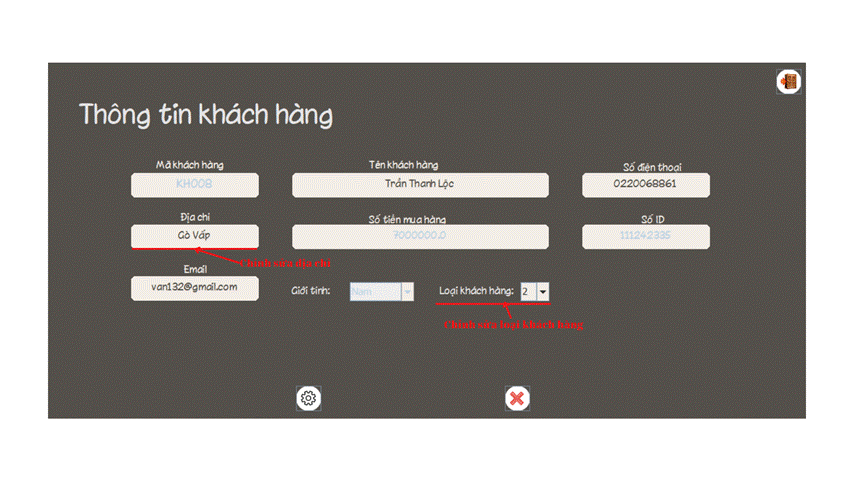 Thông tin khách hàng
Mã khách hàng
Tên khách hàng
Số điện thoại
KH008
Trần Thanh Lộc
0220068861
Địa chỉ
Số tiền mua hàng
Số ID
Gò Vấp
7000000.0
111242335
Chỉnh sửa địa chỉ
Email
van132@gmail.com
Giới tính:
Nam
Loại khách hàng:
2
Chỉnh sửa loại khách hàng